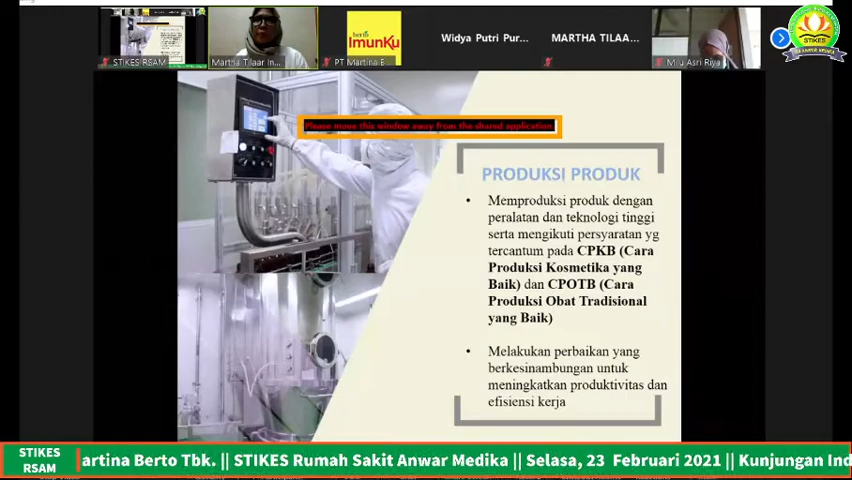 berto
ImunKu
Widya Putri Pur...
MARTHA TILAA...
STIKES RSAM
Martha Tilaar In...
PT Martina B...
Milu Asri Riya
STIKES
Please move this window away from the shared application
PRODUKSI PRODUK
• Memproduksi produk dengan
peralatan dan teknologi tinggi
serta mengikuti persyaratan yg
tercantum pada CPKB (Cara
Produksi Kosmetika yang
Baik) dan CPOTB (Cara
Produksi Obat Tradisional
yang Baik)
• Melakukan perbaikan yang
berkesinambungan untuk
meningkatkan produktivitas dan
efisiensi kerja
STIKES
RSAM
artina Berto Tbk. || STIKES Rumah Sakit Anwar Medika || Selasa, 23 Februari 2021 || Kunjungan Ind